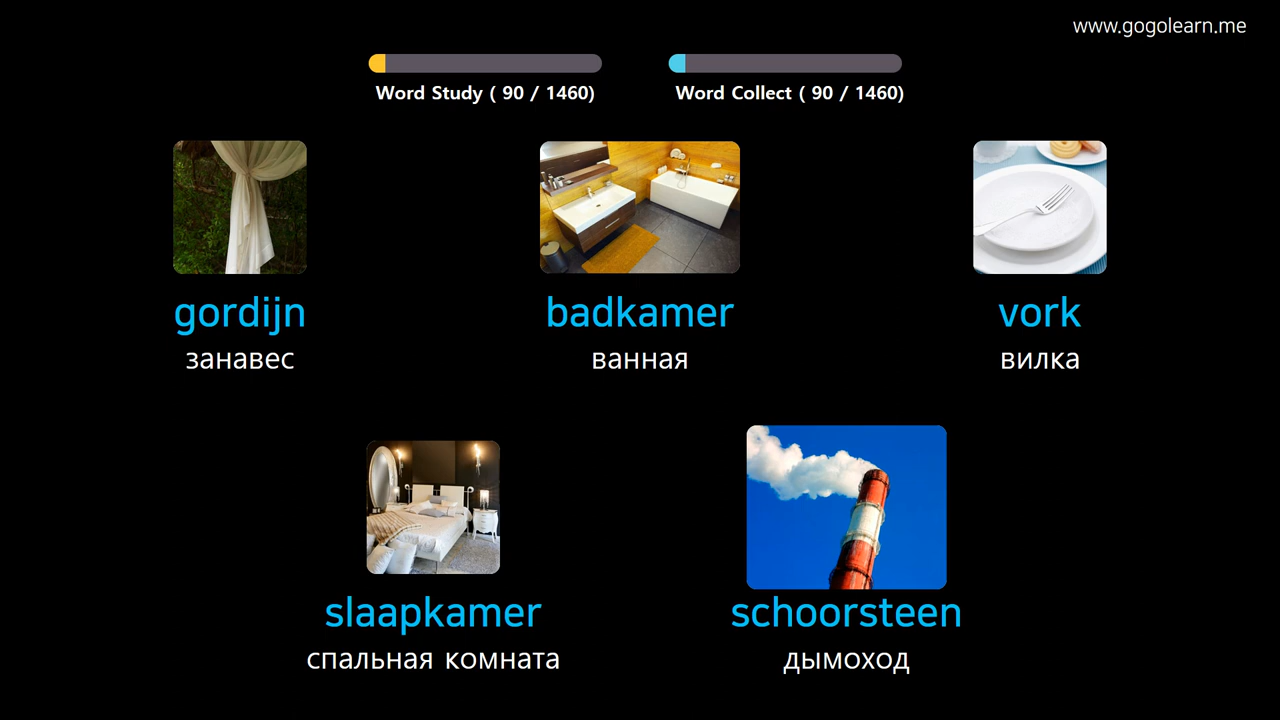 www.gogolearn.me
Word Study ( 90 / 1460)
Word Collect ( 90 / 1460)
gordijn
занавес
badkamer
ванная
vork
вилка
slaapkamer
спальная комната
schoorsteen
дымоход